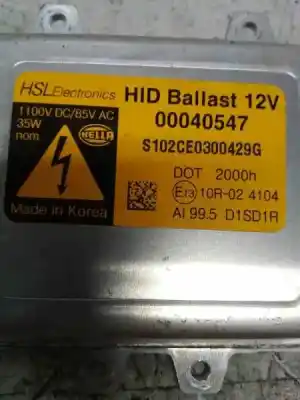 HSL Electronics
HID Ballast 12V
00040547
1100V DC/85V AC
35W
nom
HELLA
S102CE0300429G
DOT 2000h
E13 10R-02 4104
AI 99.5 D1SD1R
Made in Korea